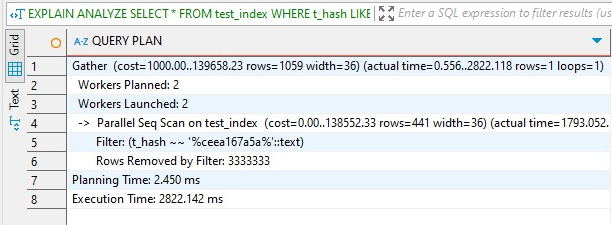 EXPLAIN ANALYZE SELECT * FROM test_index WHERE t_hash LIKE Enter a SQL expression to filter results (us
Grid
Text
A-Z QUERY PLAN
1 Gather (cost=1000.00..139658.23 rows=1059 width=36) (actual time=0.556..2822.118 rows=1 loops=1)
2 Workers Planned: 2
3 Workers Launched: 2
4 -> Parallel Seq Scan on test_index (cost=0.00..138552.33 rows=441 width=36) (actual time=1793.052.
5 Filter: (t_hash ~~ '%ceea167a5a%'::text)
6 Rows Removed by Filter: 3333333
7 Planning Time: 2.450 ms
8 Execution Time: 2822.142 ms